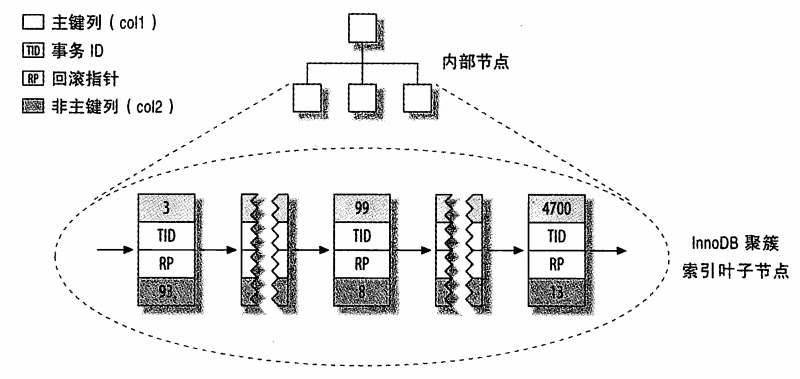 主键列（col1）
TID 事务 ID
RP 回滚指针
非主键列（col2）
内部节点
3
TID
RP
93
99
TID
RP
8
4700
TID
RP
13
InnoDB 聚簇
索引叶子节点